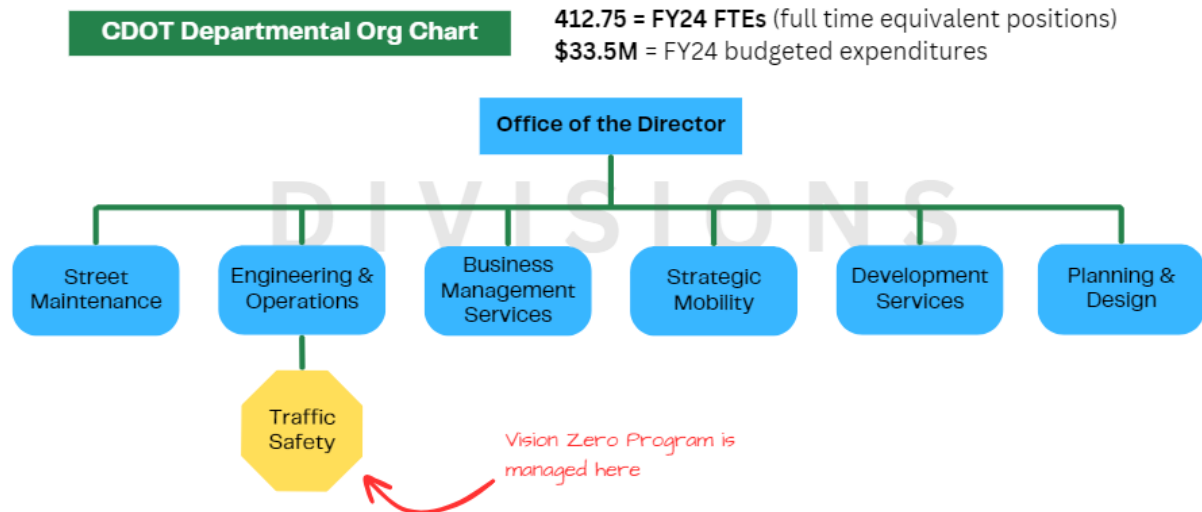 CDOT Departmental Org Chart
412.75 = FY24 FTEs (full time equivalent positions)
$33.5M = FY24 budgeted expenditures
Office of the Director
DIVISIONS
Street
Maintenance
Engineering &
Operations
Business
Management
Services
Strategic
Mobility
Development
Services
Planning &
Design
Traffic
Safety
Vision Zero Program is
managed here